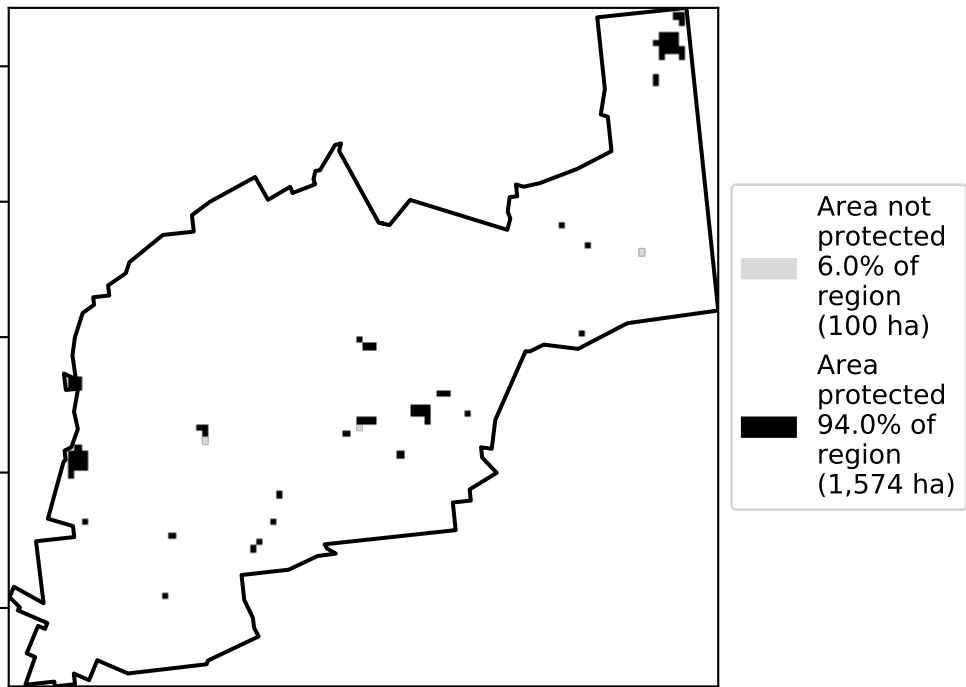 Area not
protected
6.0% of
region
(100 ha)
Area
protected
94.0% of
region
(1,574 ha)